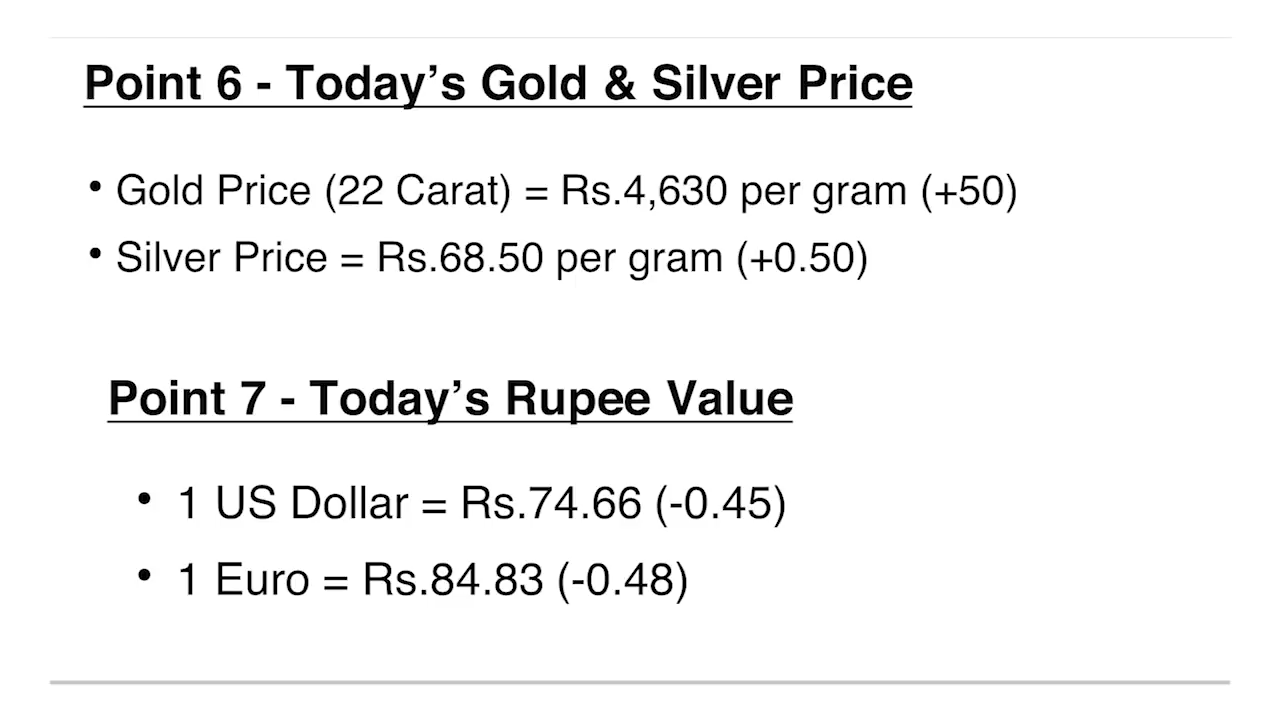 Point 6 - Today’s Gold & Silver Price
• Gold Price (22 Carat) = Rs.4,630 per gram (+50)
• Silver Price = Rs.68.50 per gram (+0.50)
Point 7 - Today’s Rupee Value
• 1 US Dollar = Rs.74.66 (-0.45)
• 1 Euro = Rs.84.83 (-0.48)